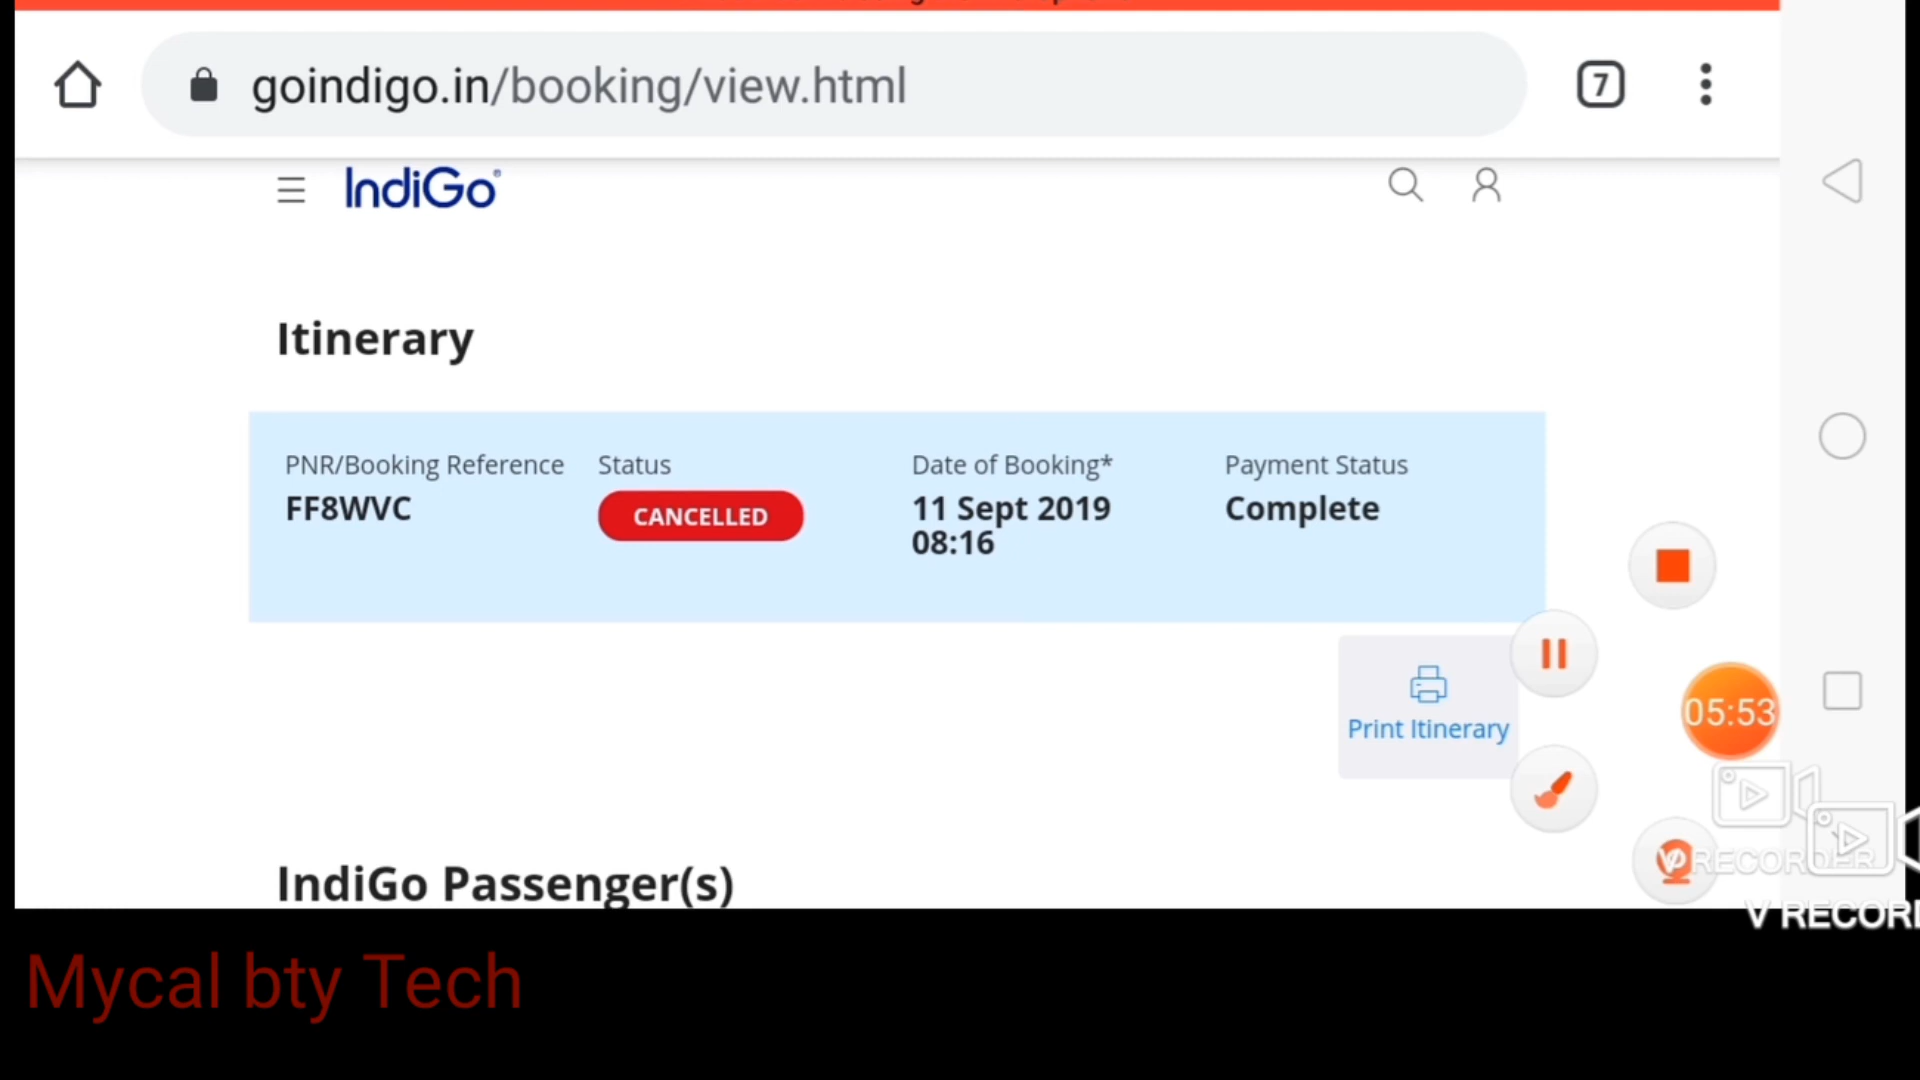 goindigo.in/booking/view.html
7
IndiGo
Itinerary
PNR/Booking Reference Status Date of Booking* Payment Status
FF8WVC CANCELLED 11 Sept 2019 Complete
08:16
Print Itinerary
05:53
IndiGo Passenger(s)
RECORDER
V RECOR
Mycal bty Tech